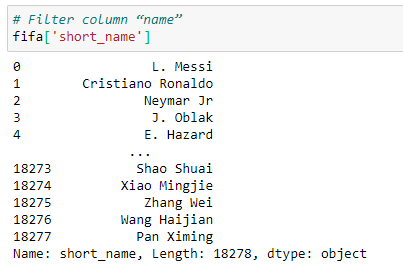 # Filter column “name”
fifa['short_name']
0 L. Messi
1 Cristiano Ronaldo
2 Neymar Jr
3 J. Oblak
4 E. Hazard
...
18273 Shao Shuai
18274 Xiao Mingjie
18275 Zhang Wei
18276 Wang Haijian
18277 Pan Ximing
Name: short_name, Length: 18278, dtype: object